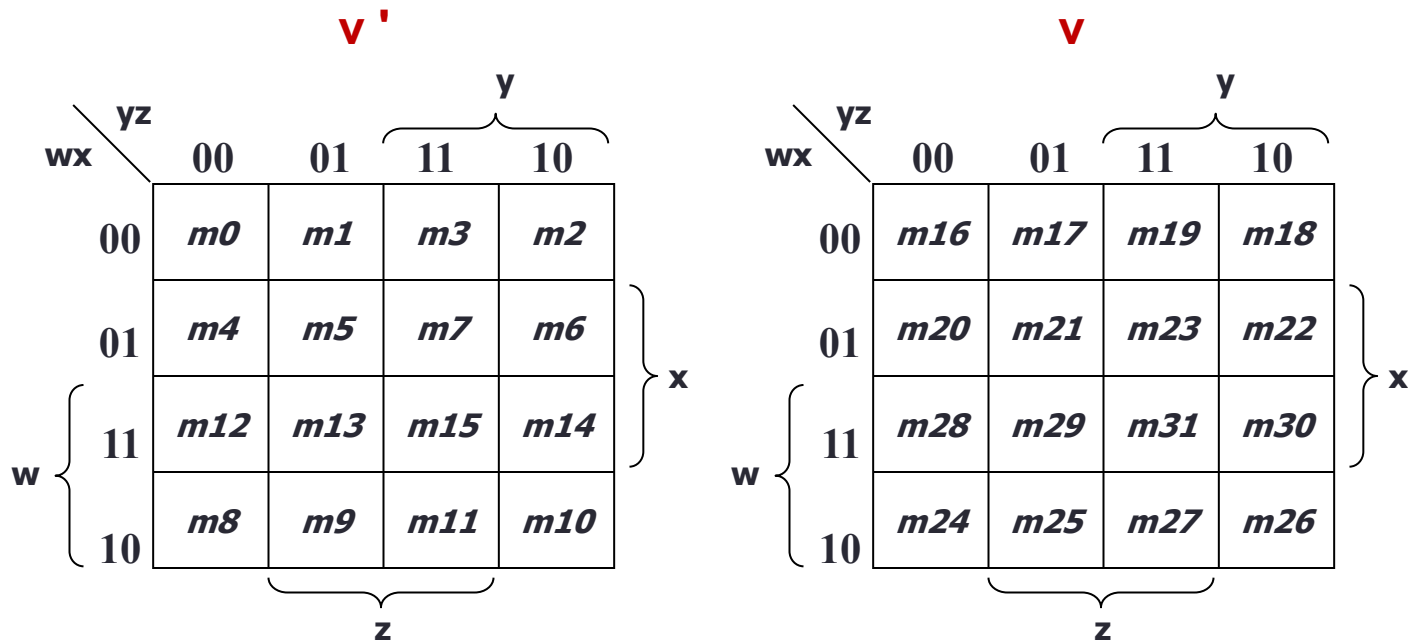 v ' v
y y
yz yz
wx 00 01 11 10 wx 00 01 11 10
00 m0 m1 m3 m2 00 m16 m17 m19 m18
01 m4 m5 m7 m6 01 m20 m21 m23 m22
x x
11 m12 m13 m15 m14 11 m28 m29 m31 m30
w w
10 m8 m9 m11 m10 10 m24 m25 m27 m26
z z